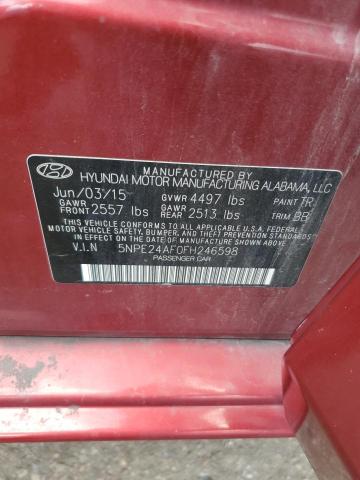 MANUFACTURED BY
HYUNDAI MOTOR MANUFACTURING ALABAMA, LLC
Jun/03/15 GVWR 4497 lbs PAINT TR
GAWR FRONT 2557 lbs GAWR REAR 2513 lbs TRIM BR
THIS VEHICLE CONFORMS TO ALL APPLICABLE U.S. FEDERAL
MOTOR VEHICLE SAFETY, BUMPER, AND THEFT PREVENTION
STANDARDS IN EFFECT ON THE DATE OF MANUFACTURE SHOWN ABOVE.
V.I.N 5NPE24AF0FH246598
PASSENGER CAR